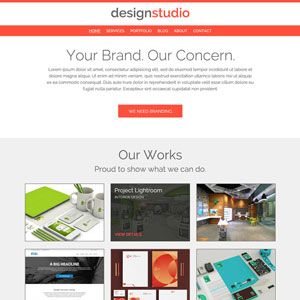 designstudio
HOME SERVICES PORTFOLIO BLOG ABOUT CONTACT
Your Brand. Our Concern.
Lorem ipsum dolor sit amet, consectetur adipiscing elit, sed do eiusmod tempor
incididunt ut labore et dolore magna aliqua. Ut enim ad minim veniam, quis
nostrud exercitation ullamco laboris nisi ut aliquip ex ea commodo consequat.
Duis aute irure dolor in reprehenderit in voluptate velit esse cillum dolore eu
fugiat nulla pariatur. Excepteur sint occaecat cupidatat non proident.
WE NEED BRANDING
Our Works
Proud to show what we can do.
Project Lightroom
INTERIOR DESIGN
VIEW DETAILS
A BIG HEADLINE